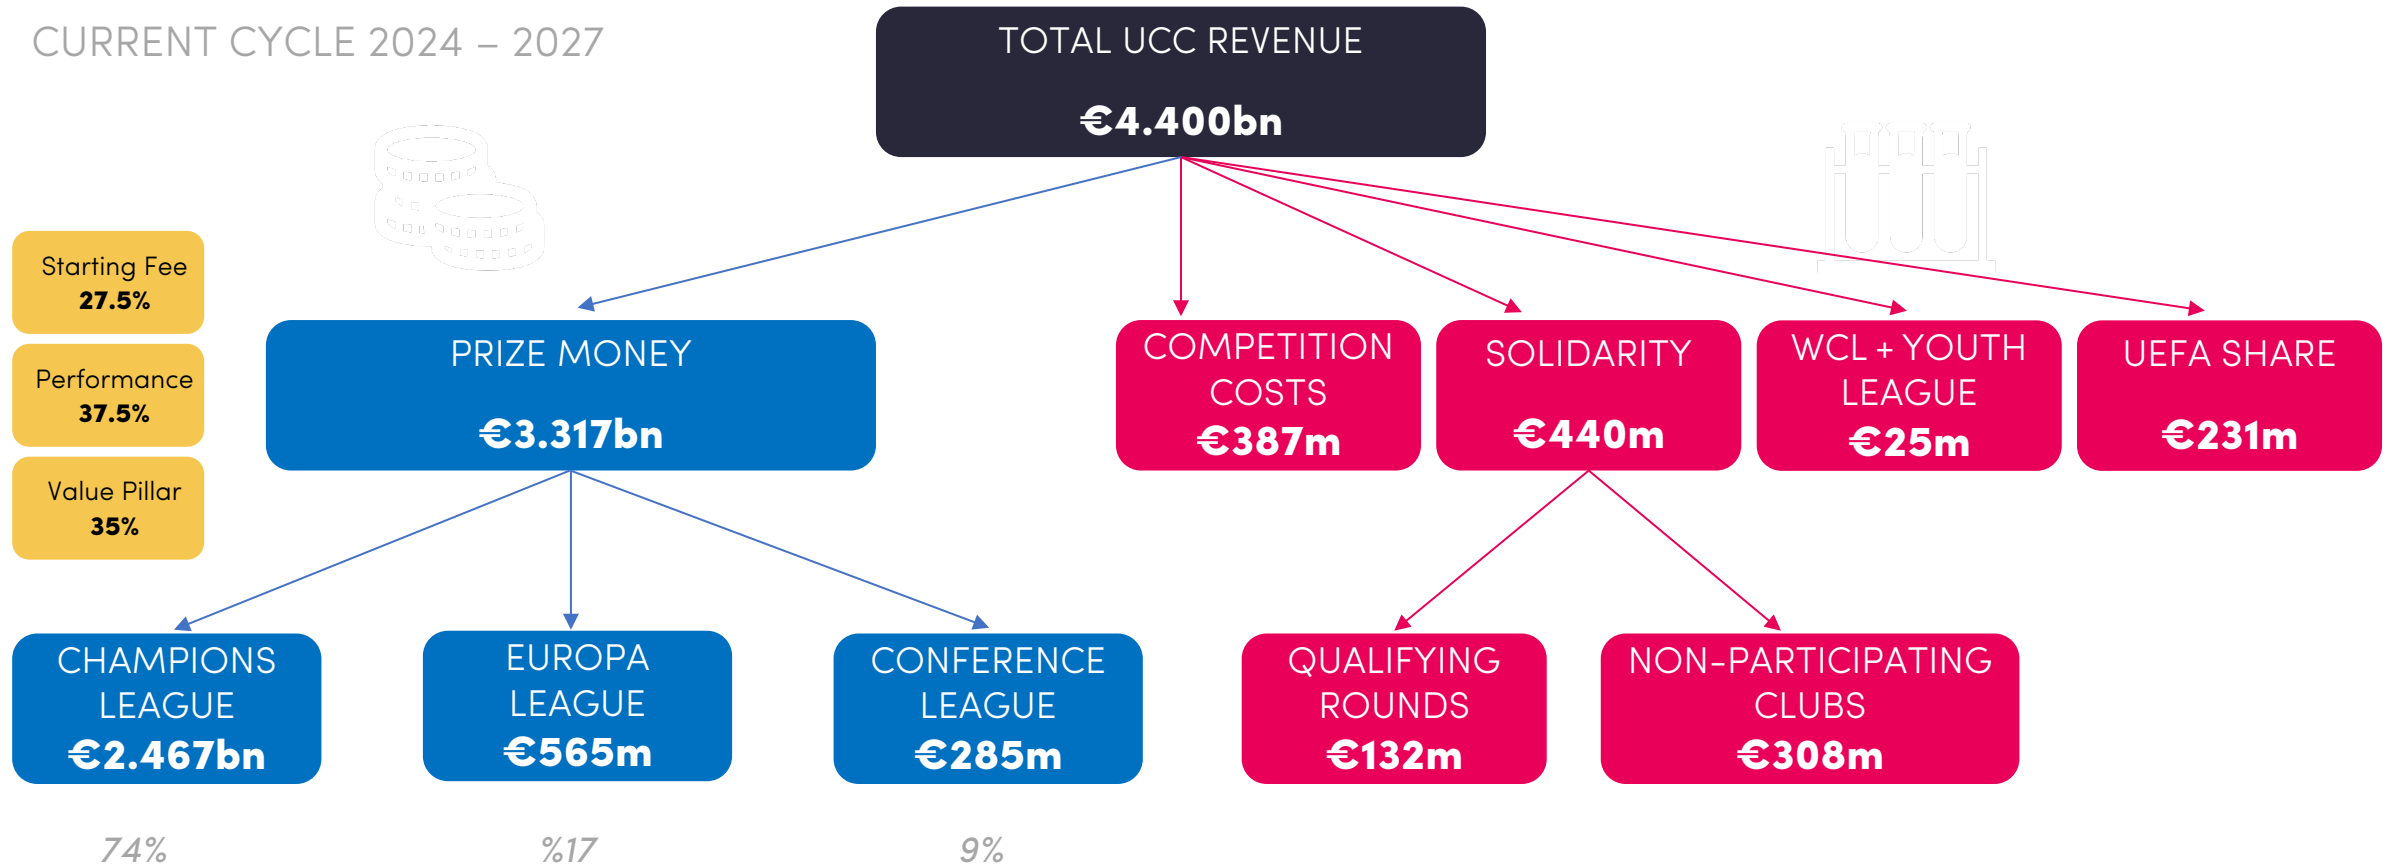 CURRENT CYCLE 2024 – 2027
TOTAL UCC REVENUE
€4.400bn
Starting Fee
27.5%
Performance
37.5%
Value Pillar
35%
PRIZE MONEY
€3.317bn
COMPETITION
COSTS
€387m
SOLIDARITY
€440m
WCL + YOUTH
LEAGUE
€25m
UEFA SHARE
€231m
CHAMPIONS
LEAGUE
€2.467bn
EUROPA
LEAGUE
€565m
CONFERENCE
LEAGUE
€285m
QUALIFYING
ROUNDS
€132m
NON-PARTICIPATING
CLUBS
€308m
74%
%17
9%